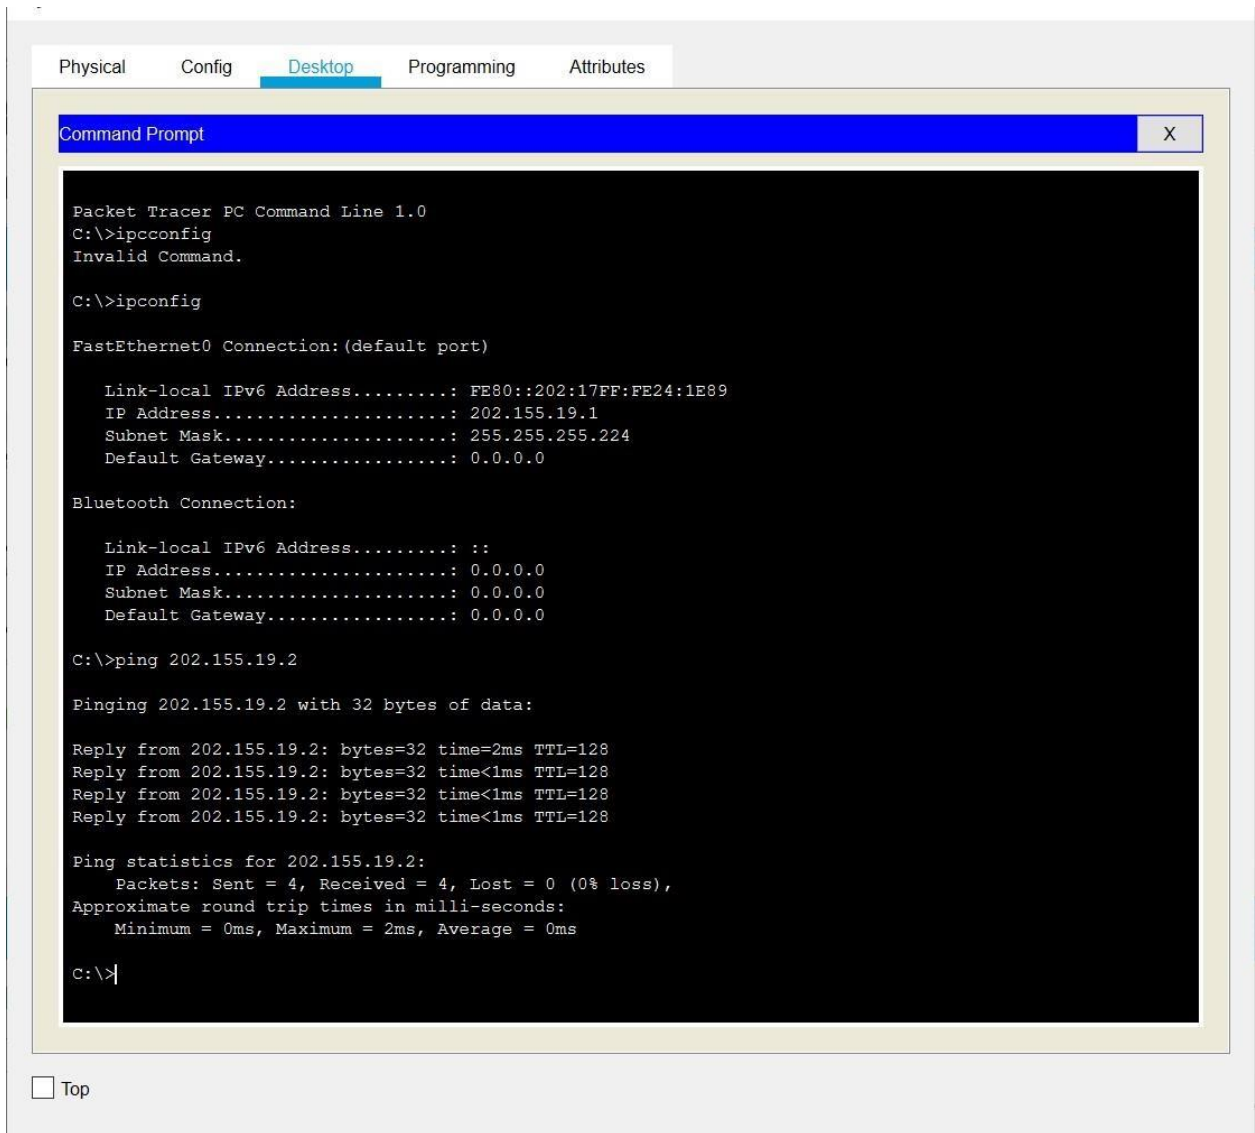 Physical Config Desktop Programming Attributes
Command Prompt X
Packet Tracer PC Command Line 1.0
C:\>ipcconfig
Invalid Command.
C:\>ipconfig
FastEthernet0 Connection:(default port)
Link-local IPv6 Address.........: FE80::202:17FF:FE24:1E89
IP Address......................: 202.155.19.1
Subnet Mask.....................: 255.255.255.224
Default Gateway.................: 0.0.0.0
Bluetooth Connection:
Link-local IPv6 Address.........: ::
IP Address......................: 0.0.0.0
Subnet Mask.....................: 0.0.0.0
Default Gateway.................: 0.0.0.0
C:\>ping 202.155.19.2
Pinging 202.155.19.2 with 32 bytes of data:
Reply from 202.155.19.2: bytes=32 time=2ms TTL=128
Reply from 202.155.19.2: bytes=32 time<1ms TTL=128
Reply from 202.155.19.2: bytes=32 time<1ms TTL=128
Reply from 202.155.19.2: bytes=32 time<1ms TTL=128
Ping statistics for 202.155.19.2:
Packets: Sent = 4, Received = 4, Lost = 0 (0% loss),
Approximate round trip times in milli-seconds:
Minimum = 0ms, Maximum = 2ms, Average = 0ms
C:\>
Top